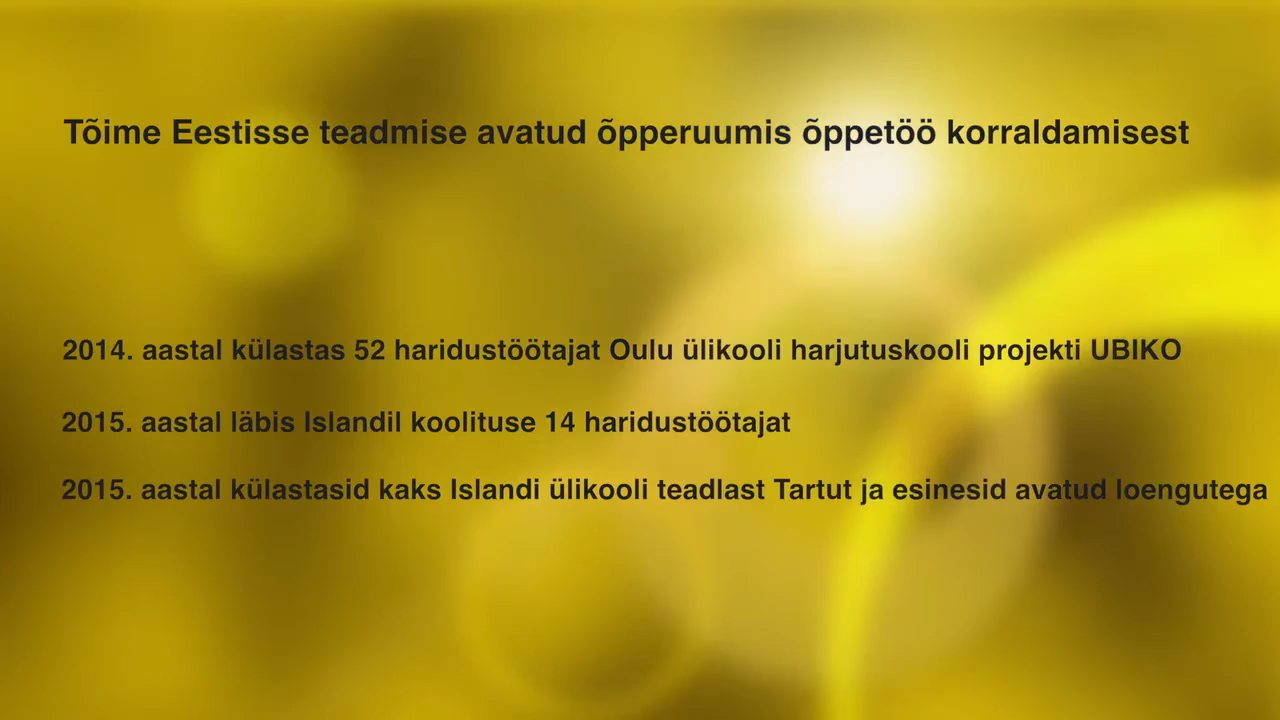 Tõime Eestisse teadmise avatud õpperuumis õppetöö korraldamisest
2014. aastal külastas 52 haridustöötajat Oulu ülikooli harjutuskooli projekti UBIKO
2015. aastal läbis Islandil koolituse 14 haridustöötajat
2015. aastal külastasid kaks Islandi ülikooli teadlast Tartut ja esinesid avatud loengutega